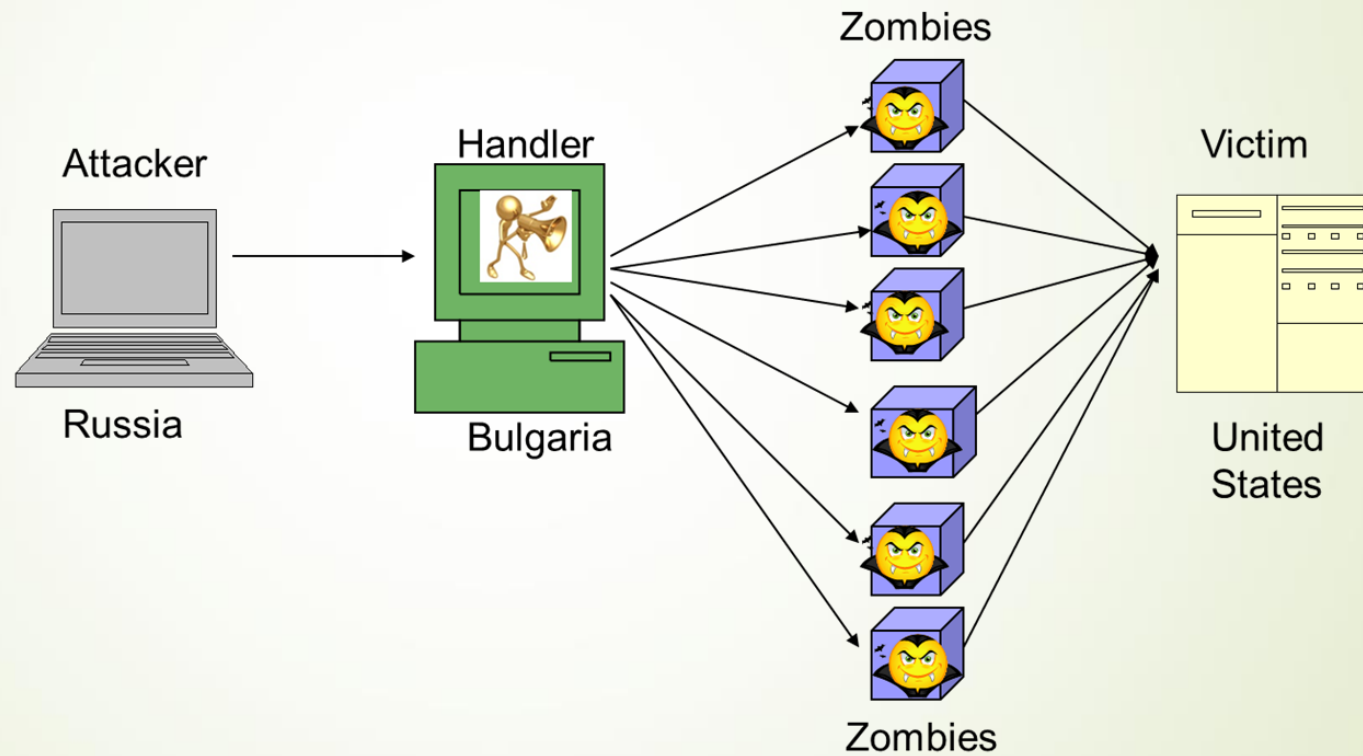 Zombies
Attacker
Handler
Victim
Russia
Bulgaria
United
States
Zombies